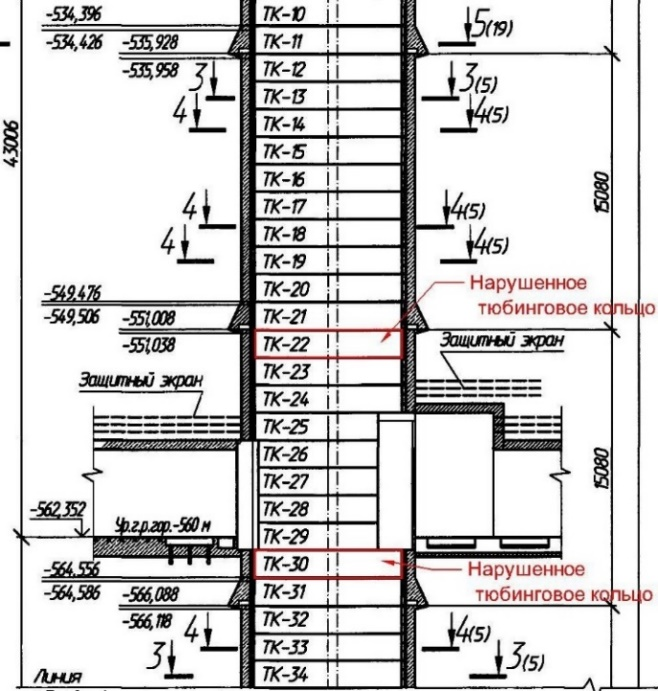 -534,396
ТК-10
5(19)
-534,426
-535,928
ТК-11
-535,958
ТК-12
3
3(5)
ТК-13
4
4(5)
ТК-14
43006
ТК-15
ТК-16
15080
ТК-17
4
4(5)
ТК-18
4
4(5)
ТК-19
ТК-20
Нарушенное
тюбинговое кольцо
-549,476
-549,506
-551,008
ТК-21
-551,038
ТК-22
Защитный экран
ТК-23
Защитный экран
ТК-24
ТК-25
ТК-26
15080
ТК-27
-562,352
ТК-28
Ур.г.р.гор.-560 м
ТК-29
-564,556
ТК-30
Нарушенное
тюбинговое кольцо
-564,586
-566,088
ТК-31
-566,118
ТК-32
4
4(5)
ТК-33
3
3(5)
Линия
ТК-34